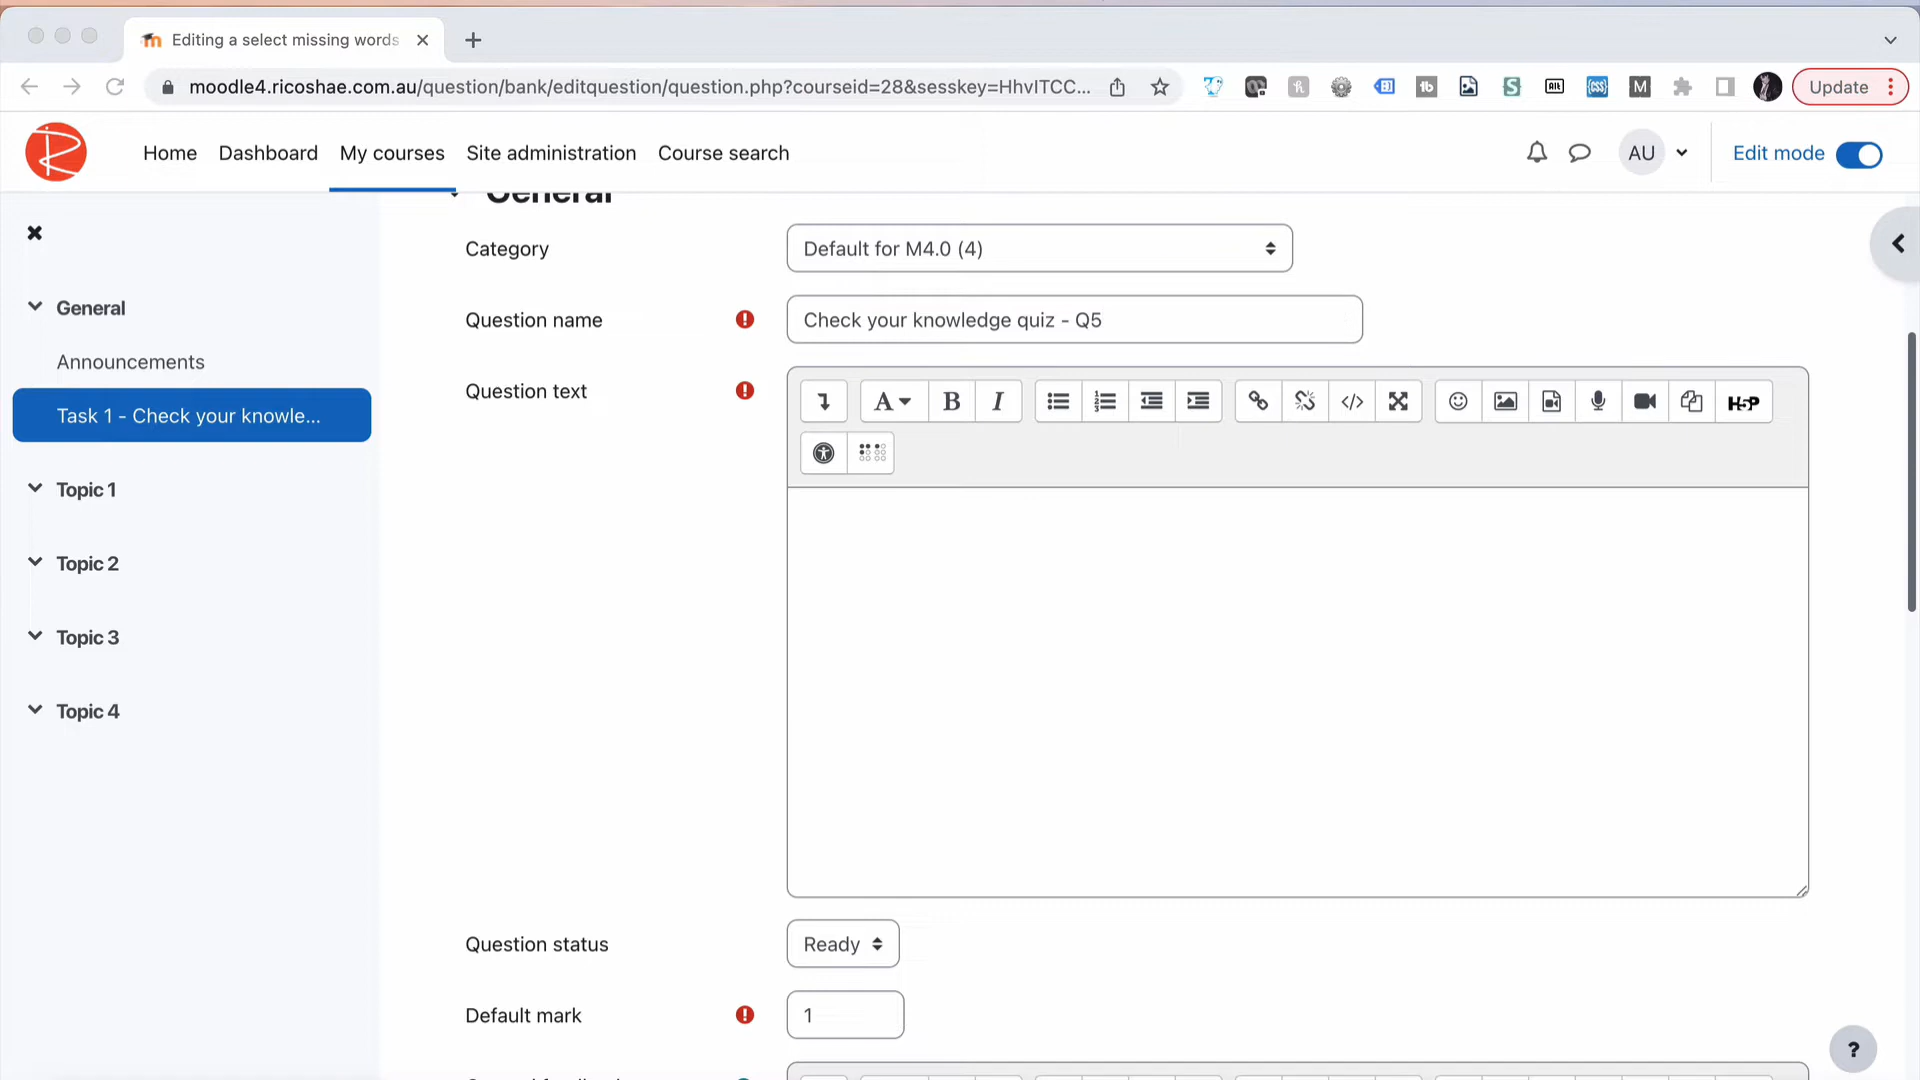 Editing a select missing words
moodle4.ricoshae.com.au/question/bank/editquestion/question.php?courseid=28&sesskey=HhvITCC...
Update
Home
Dashboard
My courses
Site administration
Course search
AU
Edit mode
General
Category
Default for M4.0 (4)
General
Question name
Check your knowledge quiz - Q5
Announcements
Question text
Task 1 - Check your knowle...
H5P
Topic 1
Topic 2
Topic 3
Topic 4
Question status
Ready
Default mark
1
?